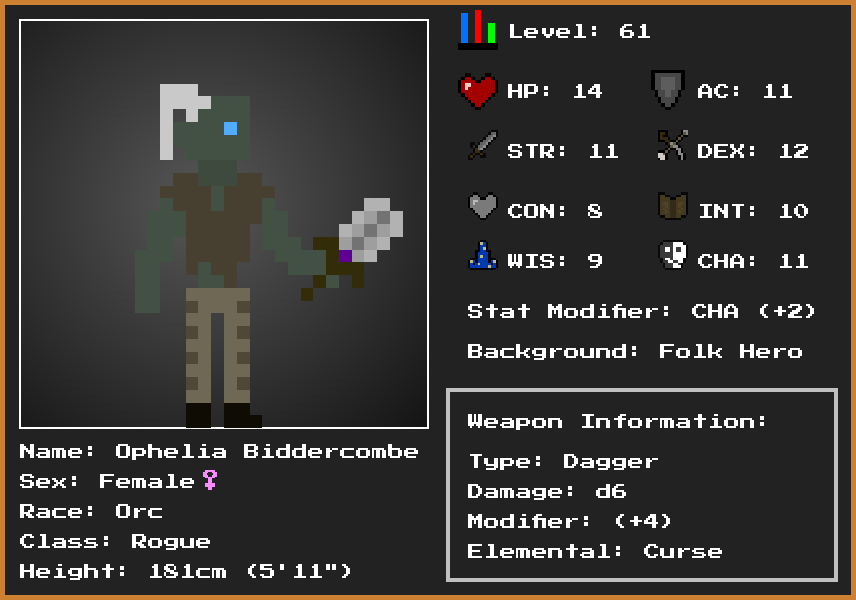 Level: 61
HP: 14
AC: 11
STR: 11
DEX: 12
CON: 8
INT: 10
WIS: 9
CHA: 11
Stat Modifier: CHA (+2)
Background: Folk Hero
Weapon Information:
Type: Dagger
Damage: d6
Modifier: (+4)
Elemental: Curse
Name: Ophelia Biddercombe
Sex: Female♀
Race: Orc
Class: Rogue
Height: 181cm (5'11")